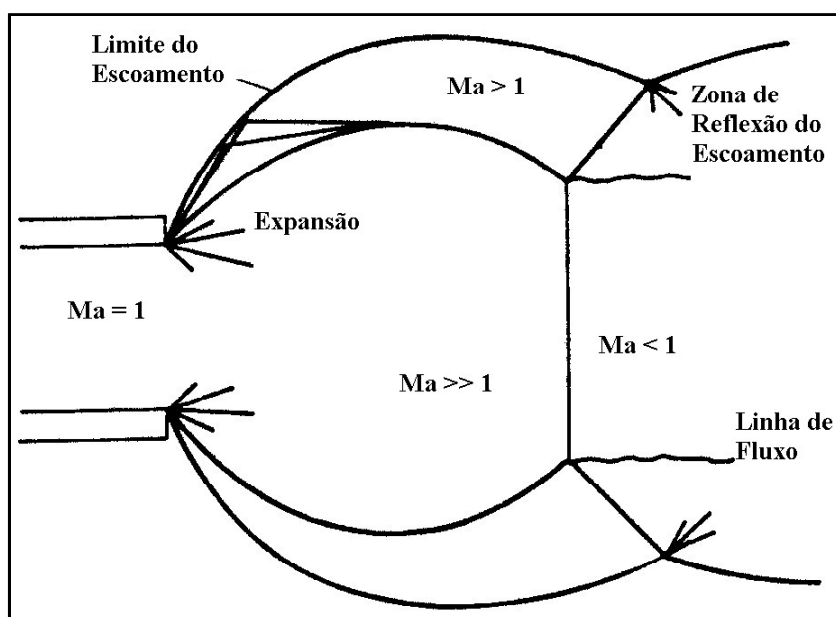 Limite do
Escoamento
Ma > 1
Zona de
Reflexão do
Escoamento
Expansão
Ma = 1
Ma >> 1
Ma < 1
Linha de
Fluxo